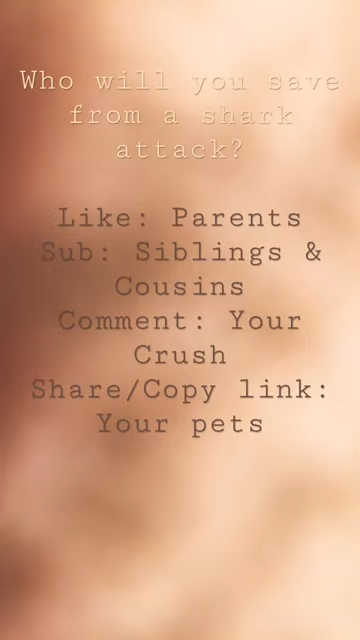 Who will you save
from a shark
attack?
Like: Parents
Sub: Siblings &
Cousins
Comment: Your
Crush
Share/Copy link:
Your pets